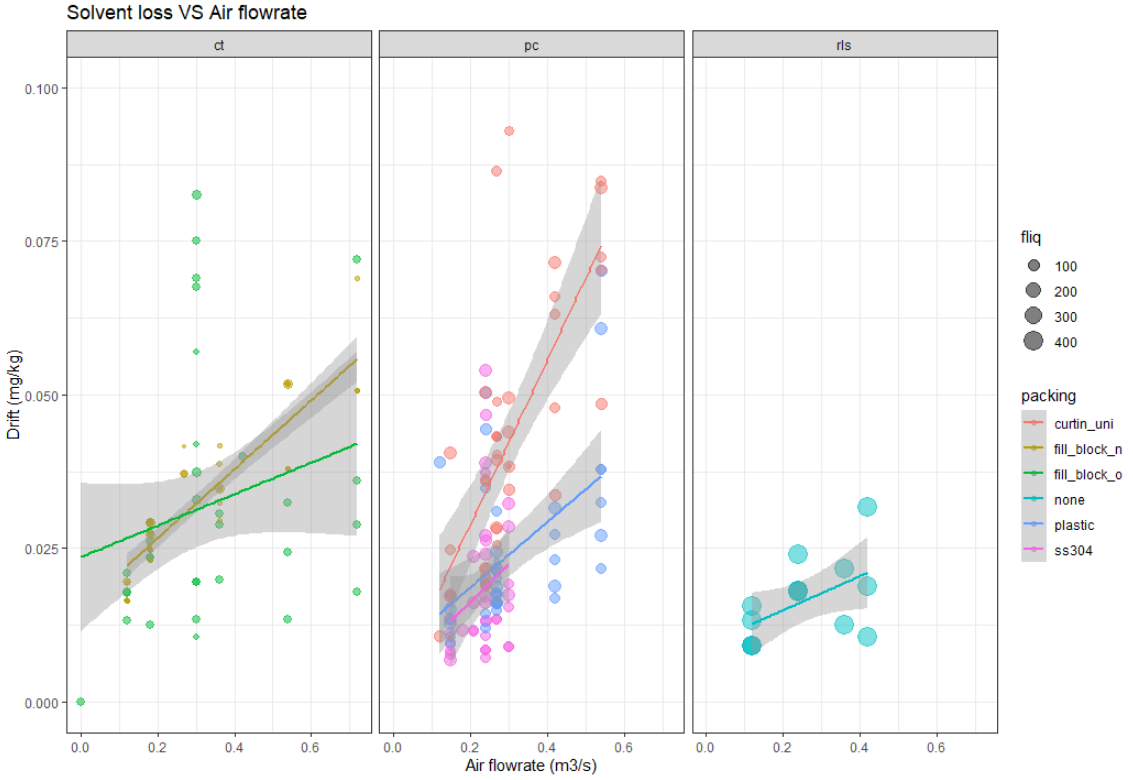 Solvent loss VS Air flowrate
ct
pc
rls
0.100
0.075
0.050
0.025
0.000
Drift (mg/kg)
0.0 0.2 0.4 0.6
0.0 0.2 0.4 0.6
0.0 0.2 0.4 0.6
Air flowrate (m3/s)
fliq
100
200
300
400
packing
curtin_uni
fill_block_n
fill_block_o
none
plastic
ss304